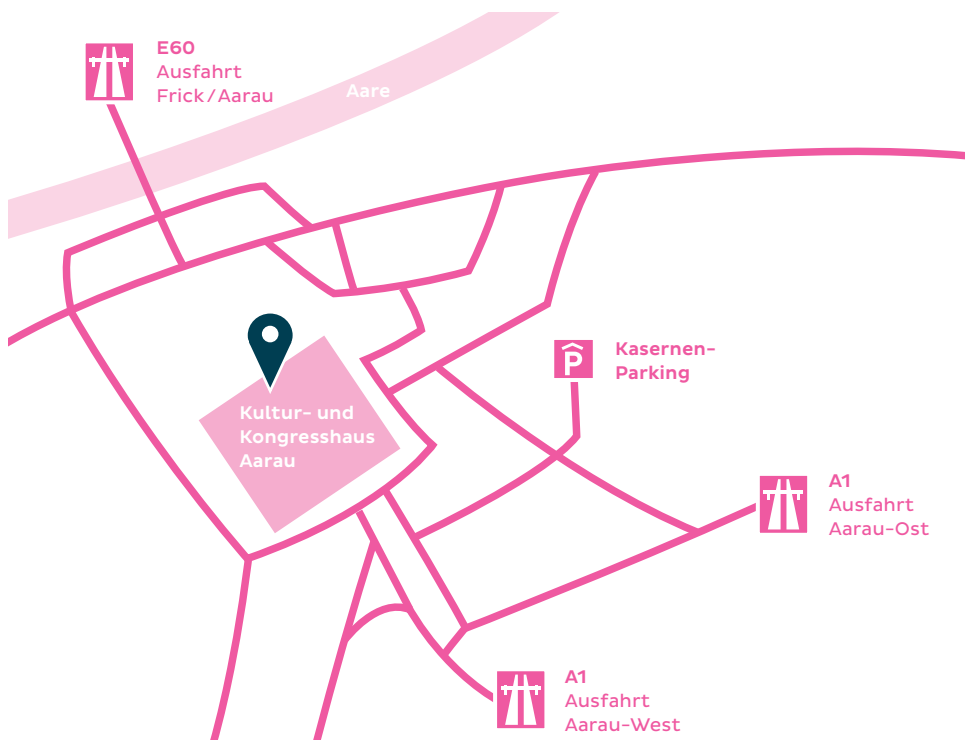 E60
Ausfahrt
Frick/Aarau
Aare
Kasernen-
Parking
P
Kultur- und
Kongresshaus
Aarau
A1
Ausfahrt
Aarau-Ost
A1
Ausfahrt
Aarau-West